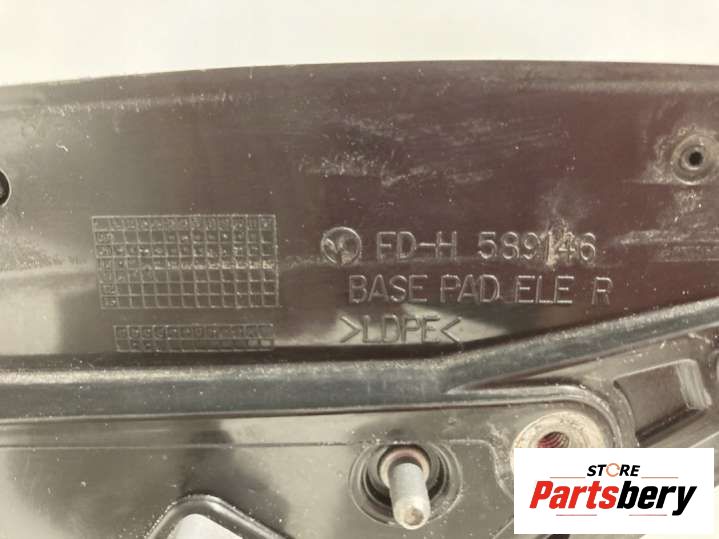 FD-H 589146
BASE PAD ELE R
>LDPE<
STORE
Partsbery